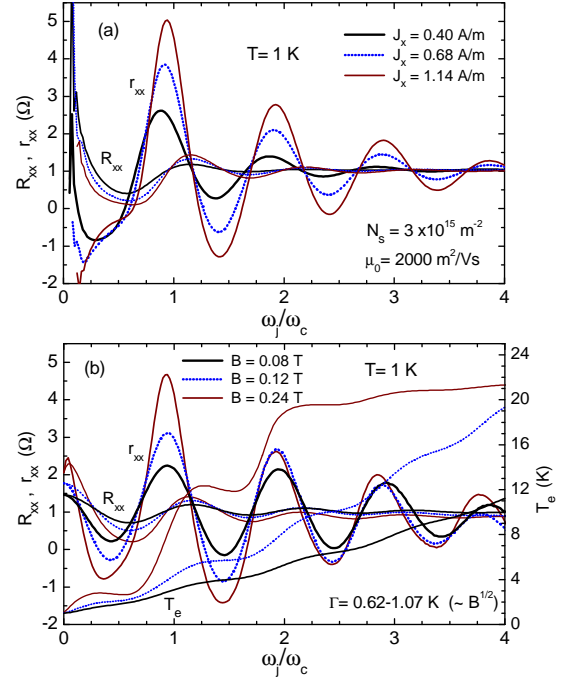 (a)
T= 1 K
J_x = 0.40 A/m
J_x = 0.68 A/m
J_x = 1.14 A/m
r_xx
R_xx
N_s = 3 x10^15 m^-2
μ_0= 2000 m^2/Vs
R_xx , r_xx (Ω)
5
4
3
2
1
0
-1
-2
0 1 2 3 4
ω_j/ω_c
(b)
B = 0.08 T
B = 0.12 T
B = 0.24 T
T= 1 K
r_xx
R_xx
T_e
Γ= 0.62-1.07 K (~ B^1/2)
R_xx , r_xx (Ω)
5
4
3
2
1
0
-1
-2
24
20
16
12
8
4
0
T_e (K)
0 1 2 3 4
ω_j/ω_c